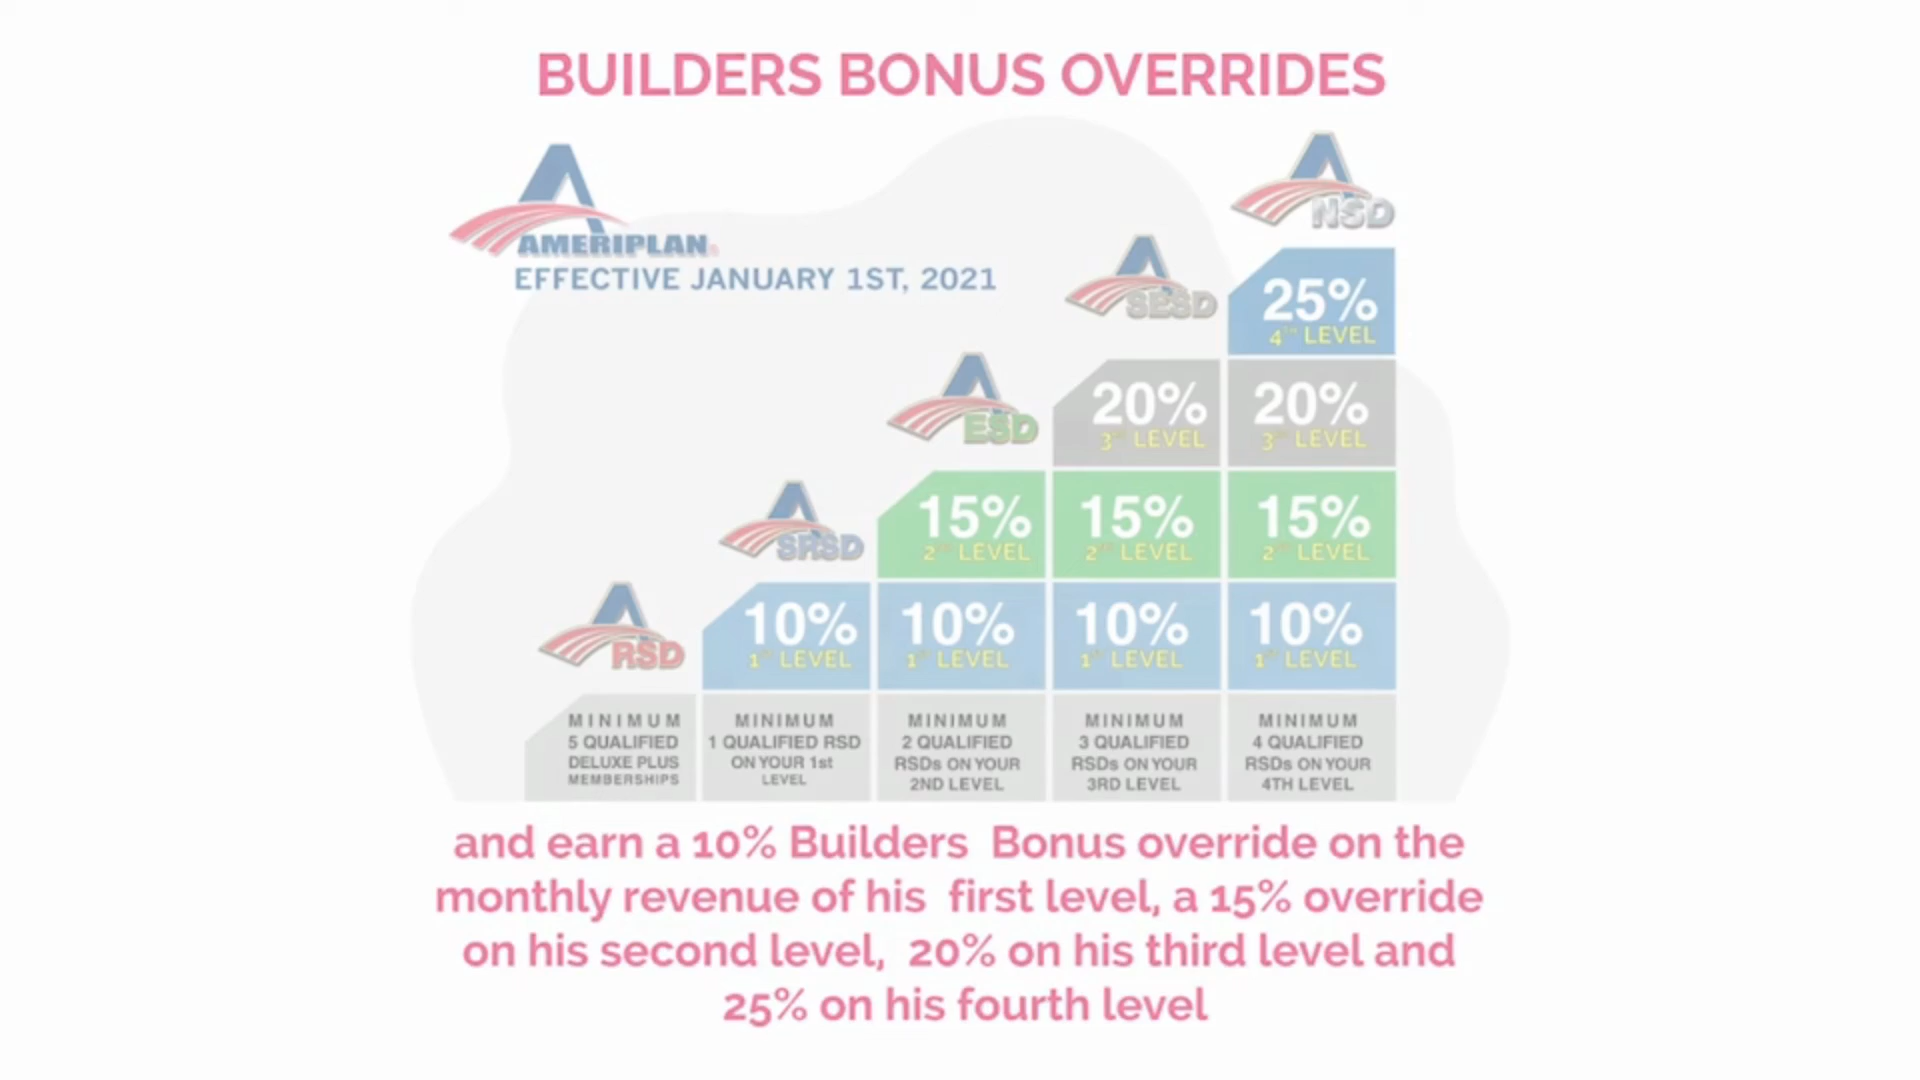 BUILDERS BONUS OVERRIDES
NSD
AMERIPLAN
EFFECTIVE JANUARY 1ST, 2021
SESD
25%
4TH LEVEL
ESD
20% 20%
3RD LEVEL 3RD LEVEL
SRSD
15% 15% 15%
2ND LEVEL 2ND LEVEL 2ND LEVEL
RSD
10% 10% 10% 10%
1ST LEVEL 1ST LEVEL 1ST LEVEL 1ST LEVEL
MINIMUM
5 QUALIFIED
DELUXE PLUS
MEMBERSHIPS
MINIMUM
1 QUALIFIED RSD
ON YOUR 1st
LEVEL
MINIMUM
2 QUALIFIED
RSDs ON YOUR
2ND LEVEL
MINIMUM
3 QUALIFIED
RSDs ON YOUR
3RD LEVEL
MINIMUM
4 QUALIFIED
RSDs ON YOUR
4TH LEVEL
and earn a 10% Builders Bonus override on the
monthly revenue of his first level, a 15% override
on his second level, 20% on his third level and
25% on his fourth level